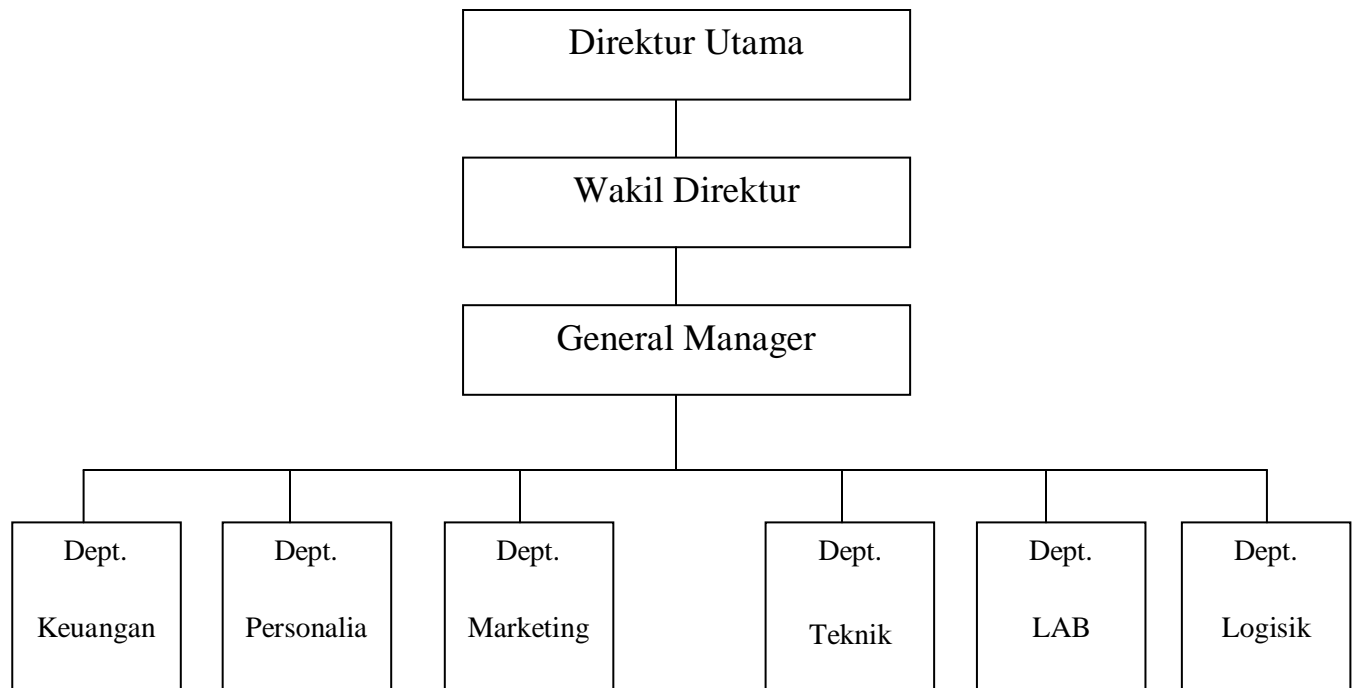 Direktur Utama
Wakil Direktur
General Manager
Dept.
Keuangan
Dept.
Personalia
Dept.
Marketing
Dept.
Teknik
Dept.
LAB
Dept.
Logisik